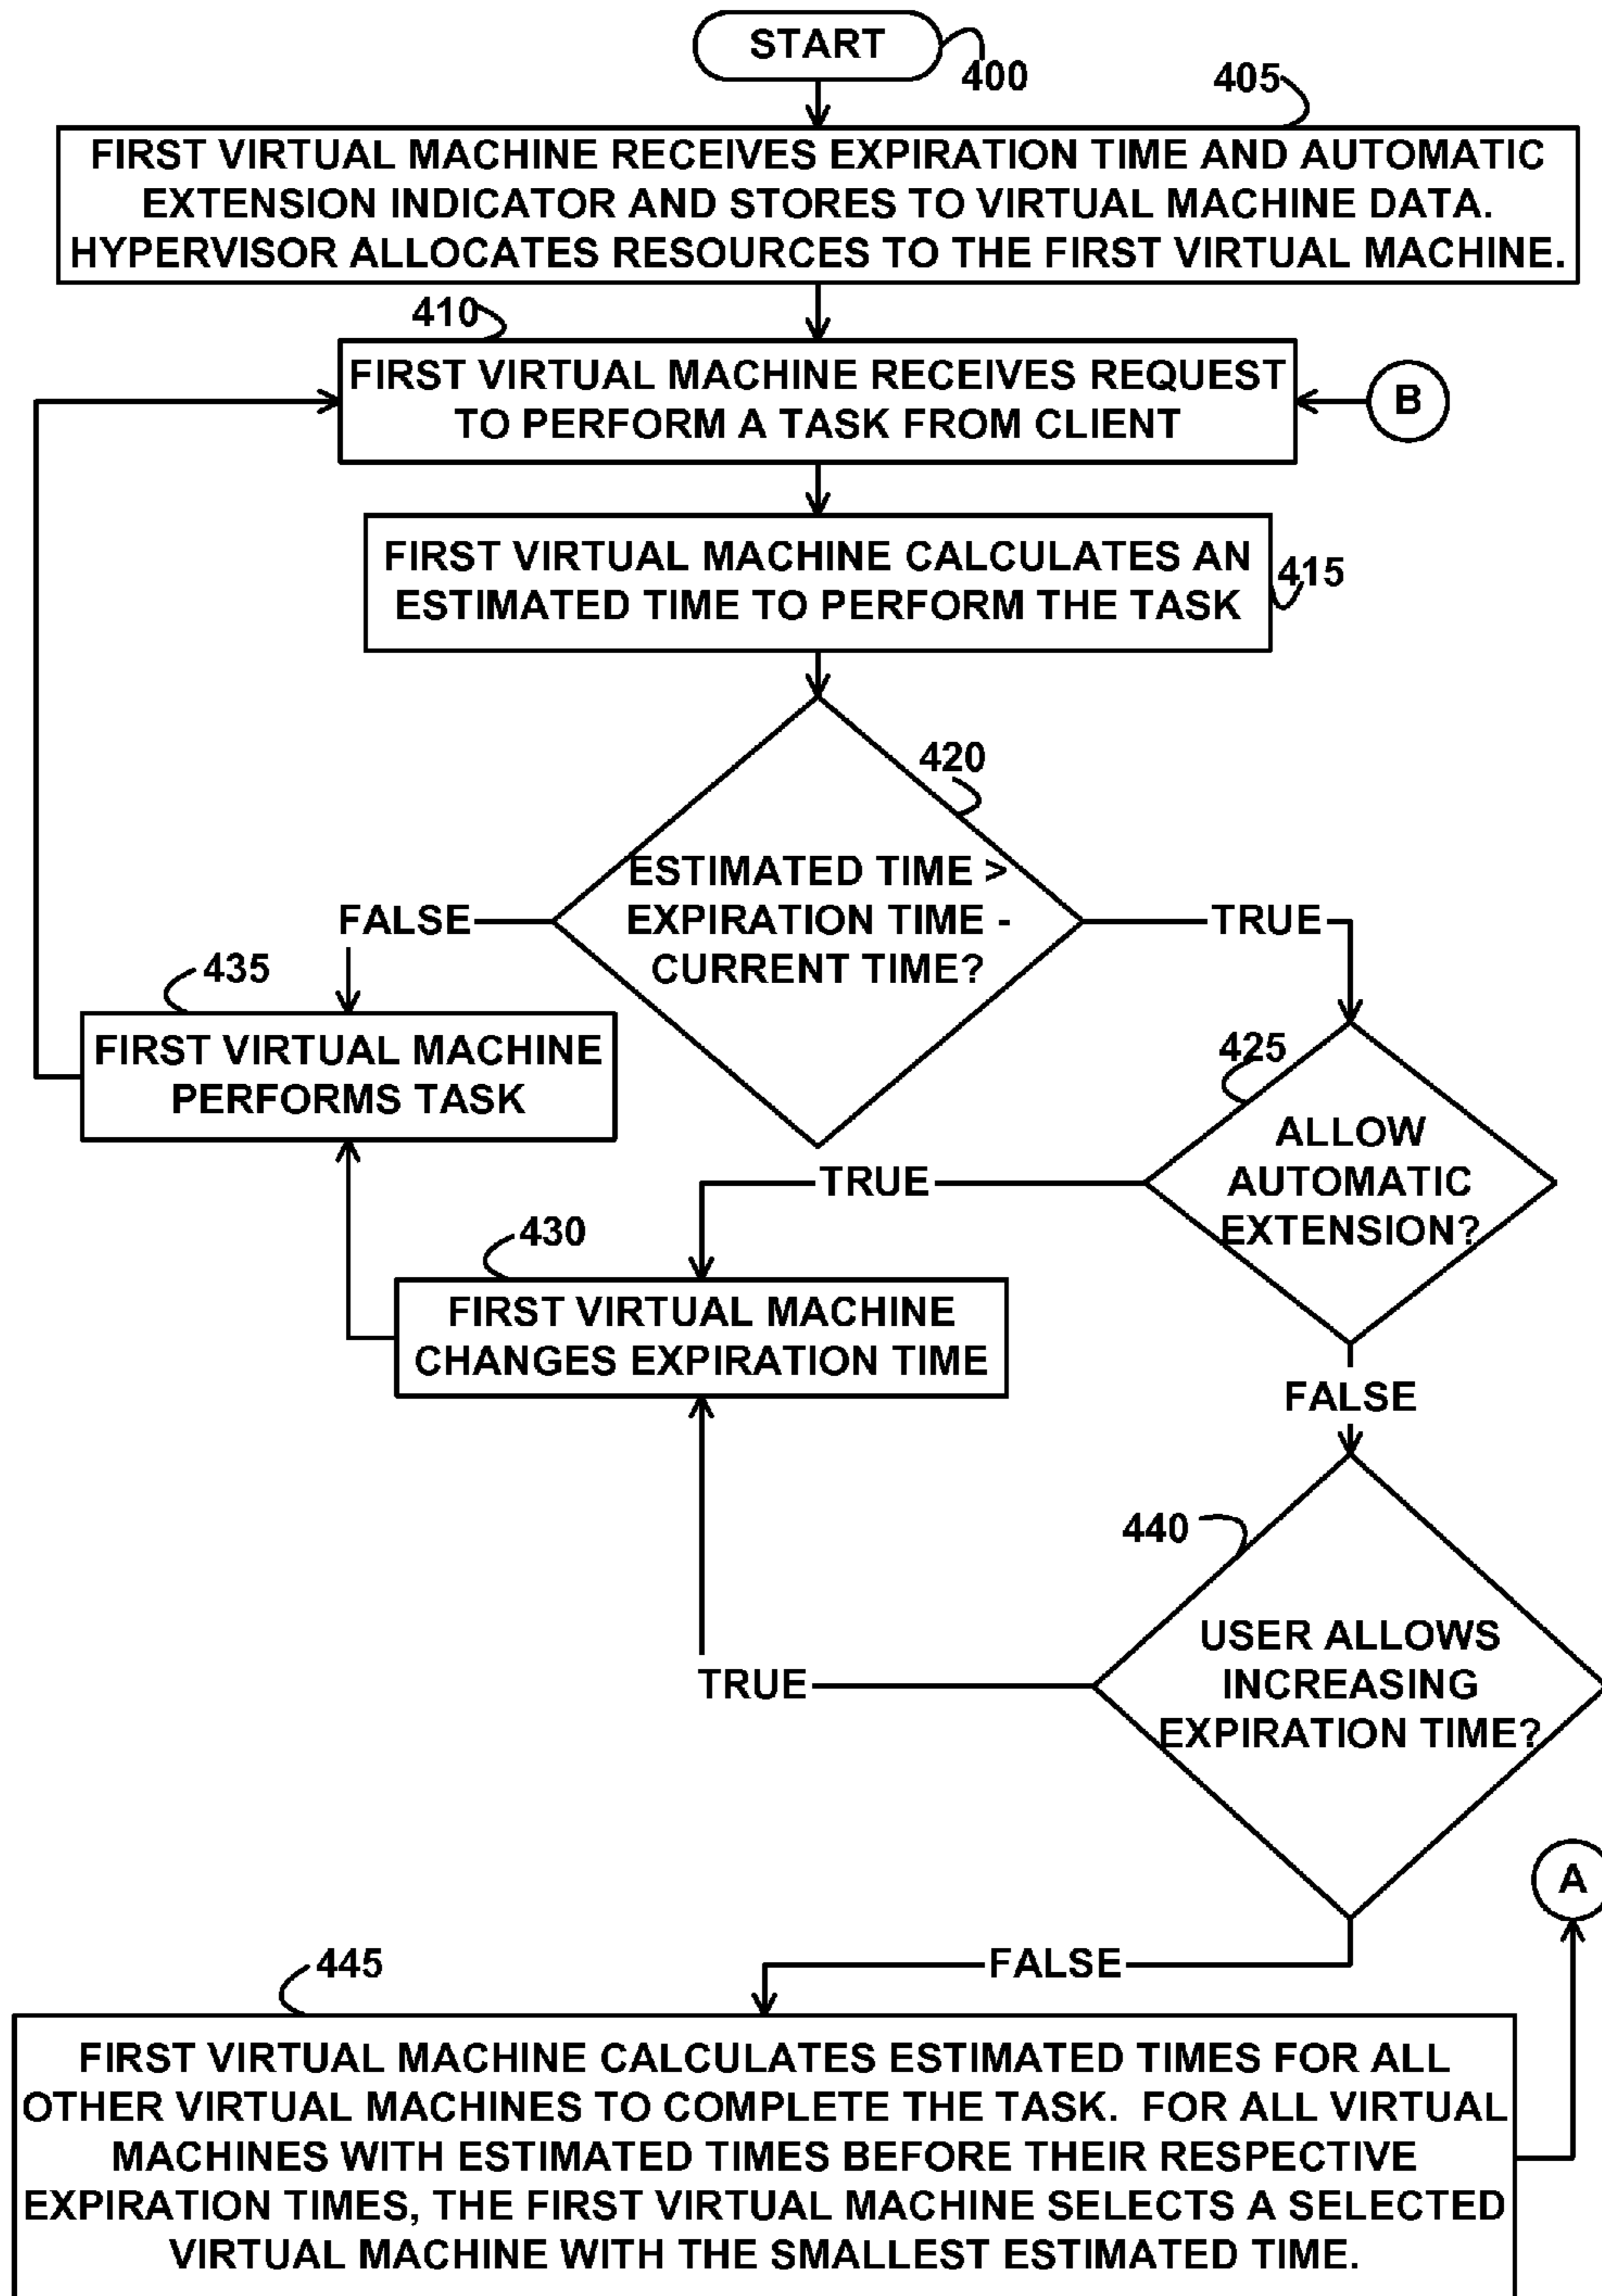 START
400
405
FIRST VIRTUAL MACHINE RECEIVES EXPIRATION TIME AND AUTOMATIC
EXTENSION INDICATOR AND STORES TO VIRTUAL MACHINE DATA.
HYPERVISOR ALLOCATES RESOURCES TO THE FIRST VIRTUAL MACHINE.
410
FIRST VIRTUAL MACHINE RECEIVES REQUEST
TO PERFORM A TASK FROM CLIENT
B
FIRST VIRTUAL MACHINE CALCULATES AN
ESTIMATED TIME TO PERFORM THE TASK
415
420
ESTIMATED TIME >
EXPIRATION TIME -
CURRENT TIME?
FALSE
TRUE
435
FIRST VIRTUAL MACHINE
PERFORMS TASK
425
ALLOW
AUTOMATIC
EXTENSION?
TRUE
430
FIRST VIRTUAL MACHINE
CHANGES EXPIRATION TIME
FALSE
440
USER ALLOWS
INCREASING
EXPIRATION TIME?
TRUE
A
FALSE
445
FIRST VIRTUAL MACHINE CALCULATES ESTIMATED TIMES FOR ALL
OTHER VIRTUAL MACHINES TO COMPLETE THE TASK.  FOR ALL VIRTUAL
MACHINES WITH ESTIMATED TIMES BEFORE THEIR RESPECTIVE
EXPIRATION TIMES, THE FIRST VIRTUAL MACHINE SELECTS A SELECTED
VIRTUAL MACHINE WITH THE SMALLEST ESTIMATED TIME.